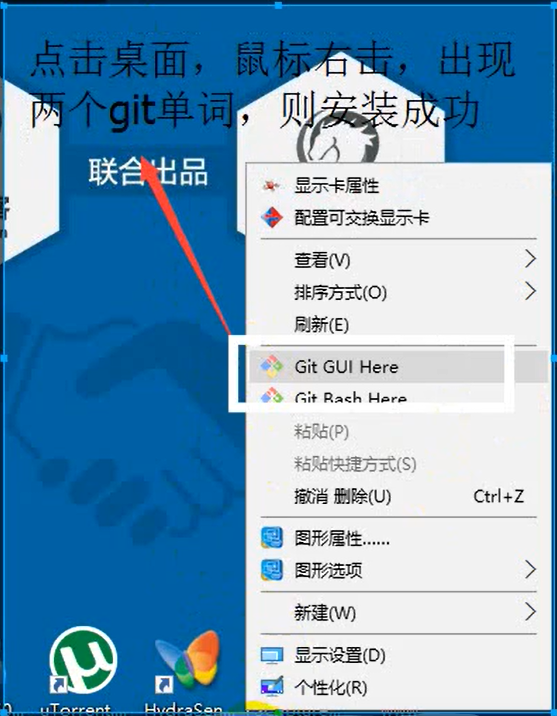 点击桌面，鼠标右击，出现
两个git单词，则安装成功
联合出品
显示卡属性
配置可交换显示卡
查看(V)
排序方式(O)
刷新(E)
Git GUI Here
Git Bash Here
粘贴(P)
粘贴快捷方式(S)
撤消 删除(U) Ctrl+Z
图形属性......
图形选项
新建(W)
显示设置(D)
个性化(R)
uTorrent
HydraSen